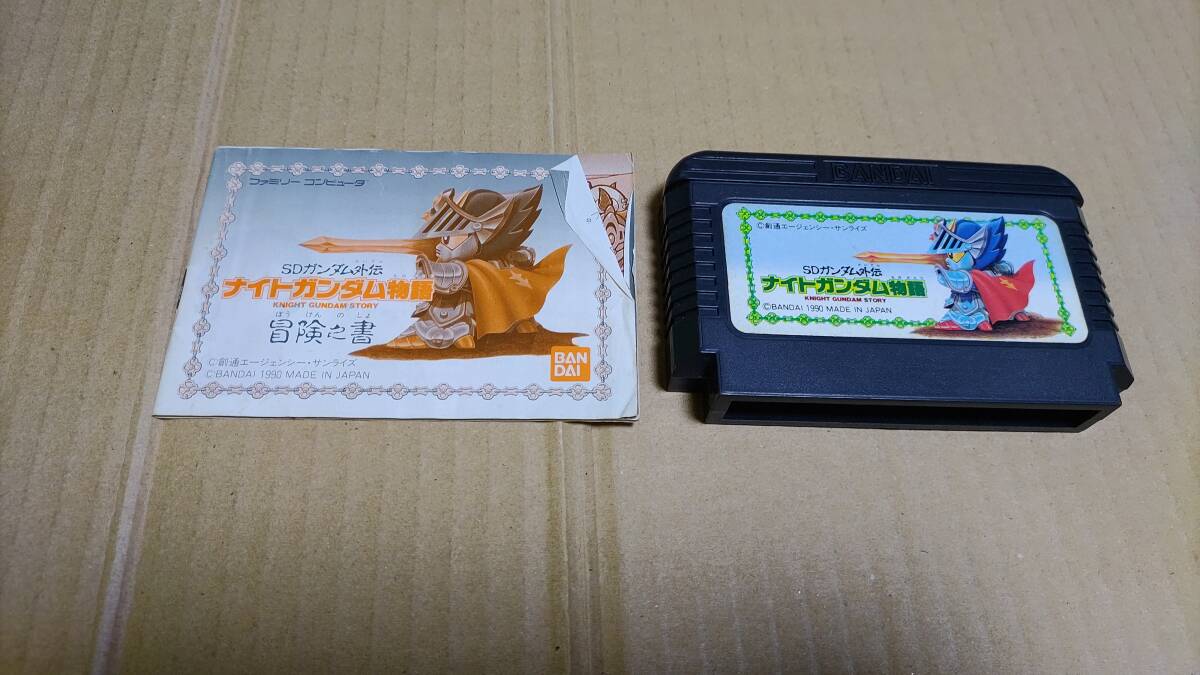 ファミリー コンピュータ
SDガンダム外伝
ナイトガンダム物語
KNIGHT GUNDAM STORY
ぼう けん の しょ
冒険之書
©創通エージェンシー・サンライズ
©BANDAI 1990 MADE IN JAPAN
BAN
DAI
BANDAI
©創通エージェンシー・サンライズ
SDガンダム外伝
ナイトガンダム物語
KNIGHT GUNDAM STORY
©BANDAI 1990 MADE IN JAPAN